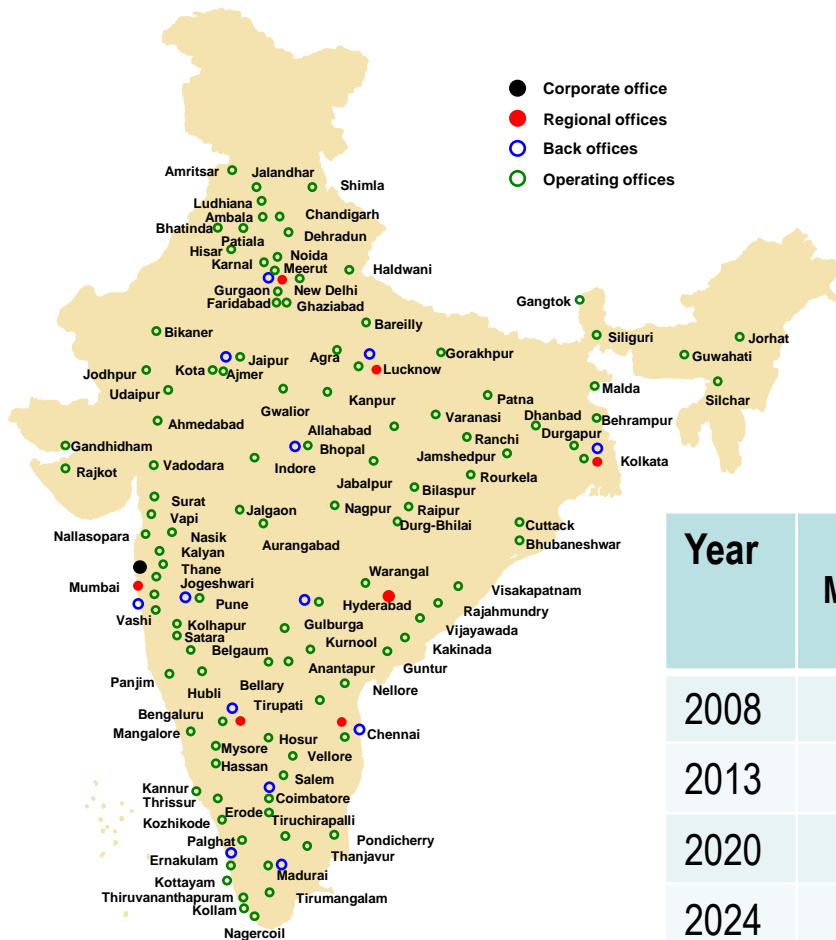 Corporate office
Regional offices
Back offices
Operating offices
Amritsar
Jalandhar
Shimla
Ludhiana
Ambala
Chandigarh
Bhatinda
Patiala
Dehradun
Hisar
Noida
Karnal
Meerut
Haldwani
Gurgaon
New Delhi
Faridabad
Ghaziabad
Gangtok
Bikaner
Bareilly
Siliguri
Jorhat
Jaipur
Agra
Gorakhpur
Guwahati
Jodhpur
Kota
Ajmer
Lucknow
Silchar
Udaipur
Gwalior
Kanpur
Patna
Malda
Ahmedabad
Allahabad
Varanasi
Dhanbad
Behrampur
Gandhidham
Bhopal
Ranchi
Durgapur
Rajkot
Vadodara
Indore
Jamshedpur
Kolkata
Jabalpur
Bilaspur
Rourkela
Surat
Jalgaon
Nagpur
Raipur
Vapi
Durg-Bhilai
Cuttack
Nallasopara
Nasik
Aurangabad
Bhubaneshwar
Kalyan
Thane
Warangal
Mumbai
Jogeshwari
Visakapatnam
Vashi
Pune
Hyderabad
Rajahmundry
Kolhapur
Gulburga
Vijayawada
Satara
Kurnool
Kakinada
Belgaum
Anantapur
Guntur
Panjim
Hubli
Bellary
Nellore
Tirupati
Bengaluru
Mangalore
Hosur
Chennai
Mysore
Vellore
Hassan
Salem
Kannur
Coimbatore
Thrissur
Erode
Tiruchirapalli
Kozhikode
Palghat
Pondicherry
Ernakulam
Thanjavur
Madurai
Kottayam
Thiruvananthapuram
Tirumangalam
Kollam
Nagercoil
Year
M
2008
2013
2020
2024